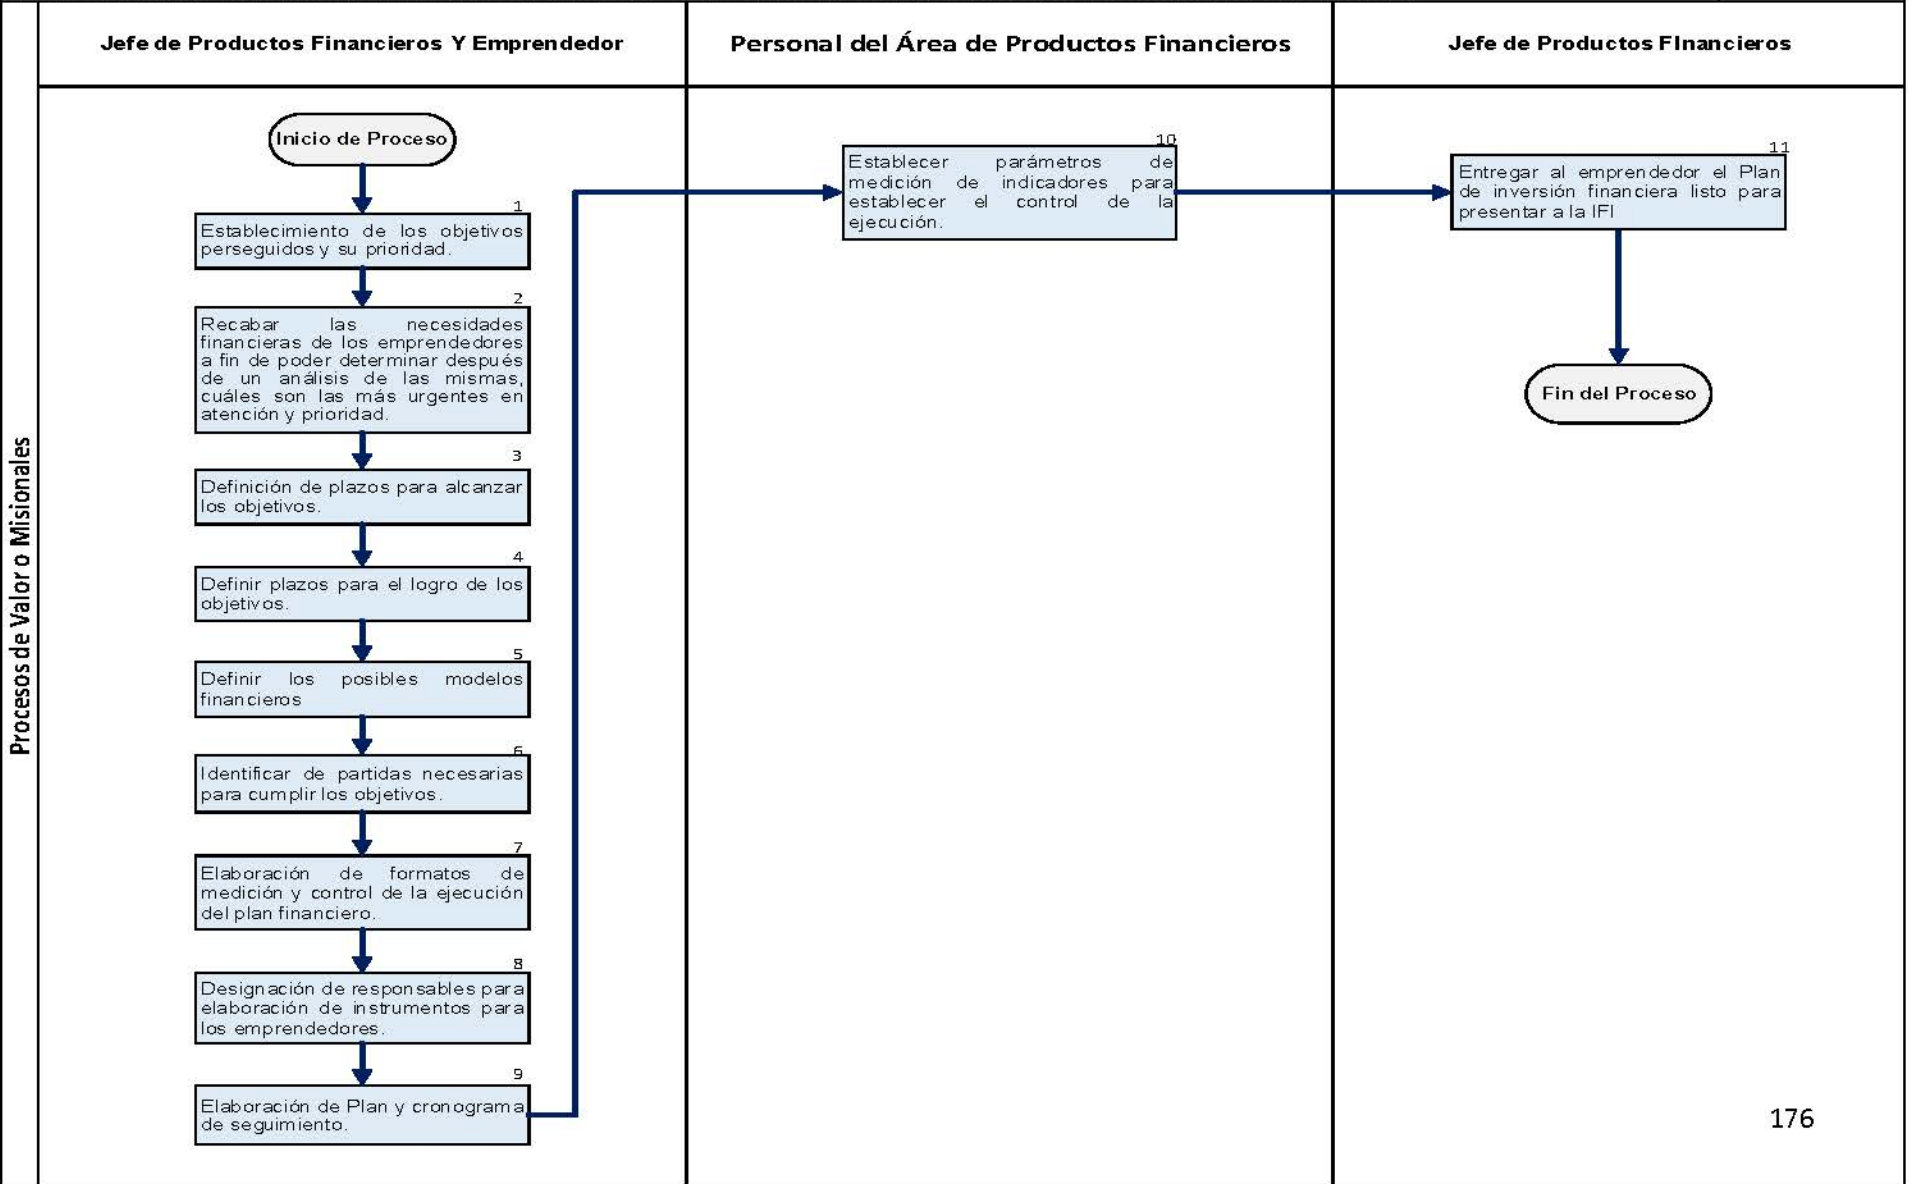 Jefe de Productos Financieros Y Emprendedor
Personal del Área de Productos Financieros
Jefe de Productos FInancieros
Procesos de Valor o Misionales
Inicio de Proceso
1
Establecimiento de los objetivos
perseguidos y su prioridad.
2
Recabar las necesidades
financieras de los emprendedores
a fin de poder determinar después
de un análisis de las mismas,
cuáles son las más urgentes en
atención y prioridad.
3
Definición de plazos para alcanzar
los objetivos.
4
Definir plazos para el logro de los
objetivos.
5
Definir los posibles modelos
financieros
6
Identificar de partidas necesarias
para cumplir los objetivos.
7
Elaboración de formatos de
medición y control de la ejecución
del plan financiero.
8
Designación de responsables para
elaboración de instrumentos para
los emprendedores.
9
Elaboración de Plan y cronograma
de seguimiento.
10
Establecer parámetros de
medición de indicadores para
establecer el control de la
ejecución.
11
Entregar al emprendedor el Plan
de inversión financiera listo para
presentar a la IFI
Fin del Proceso
176